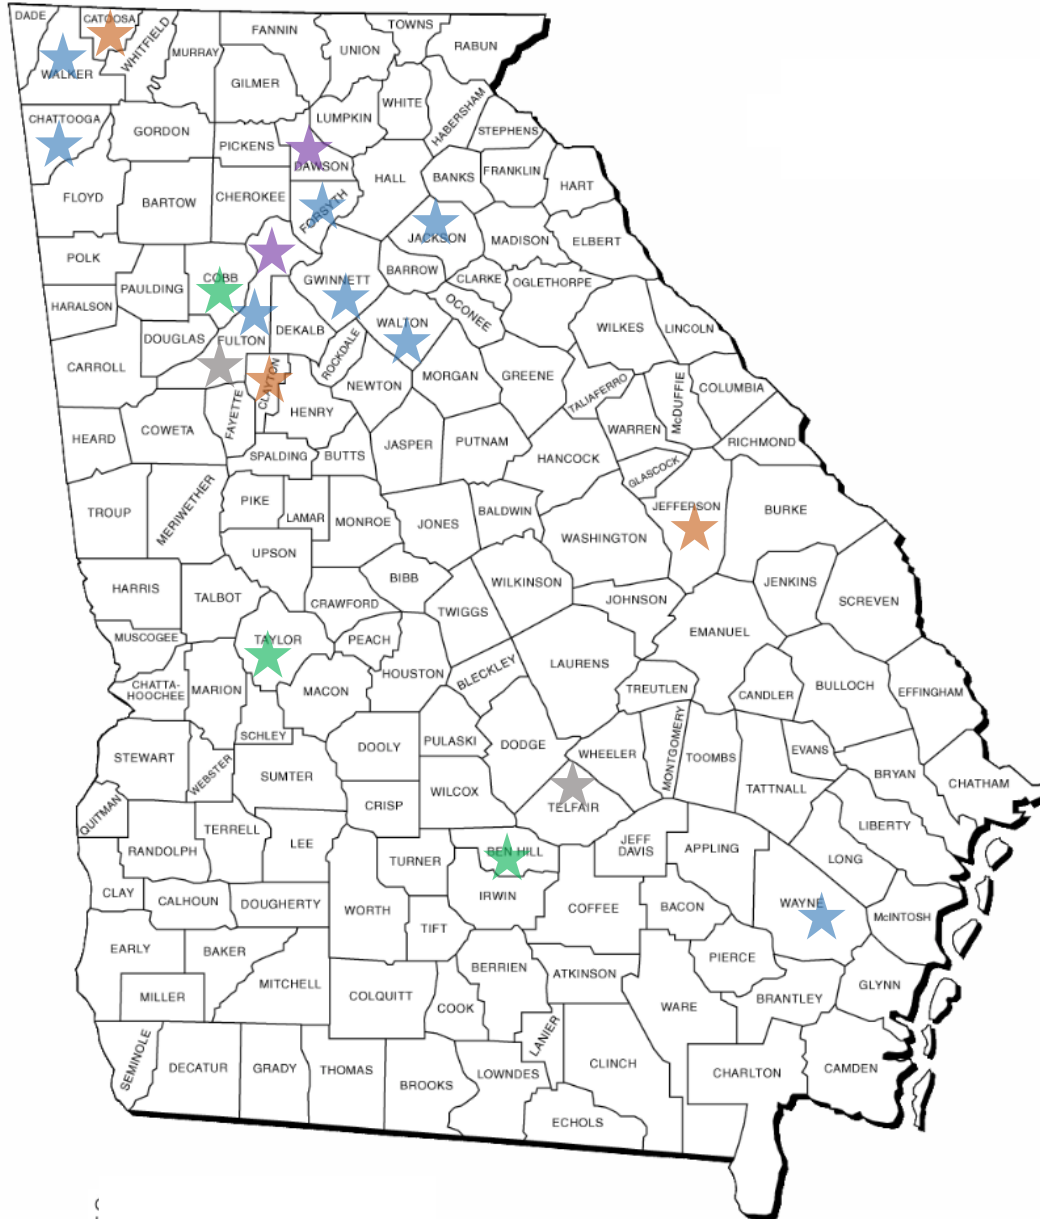 DADE
CATOOSA
WHITFIELD
MURRAY
FANNIN
UNION
TOWNS
RABUN
WALKER
GILMER
LUMPKIN
WHITE
HABERSHAM
STEPHENS
CHATTOOGA
GORDON
PICKENS
DAWSON
HALL
BANKS
FRANKLIN
HART
FLOYD
BARTOW
CHEROKEE
FORSYTH
JACKSON
MADISON
ELBERT
POLK
PAULDING
COBB
GWINNETT
BARROW
CLARKE
OGLETHORPE
HARALSON
OCONEE
DOUGLAS
FULTON
DEKALB
WALTON
ROCKDALE
WILKES
LINCOLN
CARROLL
CLAYTON
NEWTON
MORGAN
GREENE
TALIAFERRO
McDUFFIE
COLUMBIA
HEARD
COWETA
FAYETTE
HENRY
WARREN
RICHMOND
SPALDING
BUTTS
JASPER
PUTNAM
HANCOCK
GLASCOCK
TROUP
MERIWETHER
PIKE
LAMAR
MONROE
JONES
BALDWIN
WASHINGTON
JEFFERSON
BURKE
UPSON
HARRIS
TALBOT
CRAWFORD
BIBB
WILKINSON
JENKINS
SCREVEN
TWIGGS
JOHNSON
MUSCOGEE
TAYLOR
PEACH
EMANUEL
CHATTA-
HOOCHEE
MARION
MACON
HOUSTON
BLECKLEY
LAURENS
TREUTLEN
CANDLER
BULLOCH
EFFINGHAM
SCHLEY
STEWART
WEBSTER
SUMTER
DOOLY
PULASKI
DODGE
WHEELER
MONTGOMERY
TOOMBS
EVANS
TATTNALL
BRYAN
CHATHAM
QUITMAN
CRISP
WILCOX
TELFAIR
TERRELL
LEE
RANDOLPH
TURNER
BEN HILL
JEFF
DAVIS
APPLING
LIBERTY
LONG
CLAY
CALHOUN
DOUGHERTY
WORTH
IRWIN
COFFEE
BACON
WAYNE
McINTOSH
TIFT
EARLY
BAKER
MITCHELL
BERRIEN
ATKINSON
PIERCE
MILLER
COLQUITT
COOK
WARE
BRANTLEY
GLYNN
LANIER
SEMINOLE
DECATUR
GRADY
THOMAS
BROOKS
LOWNDES
CLINCH
CHARLTON
CAMDEN
ECHOLS